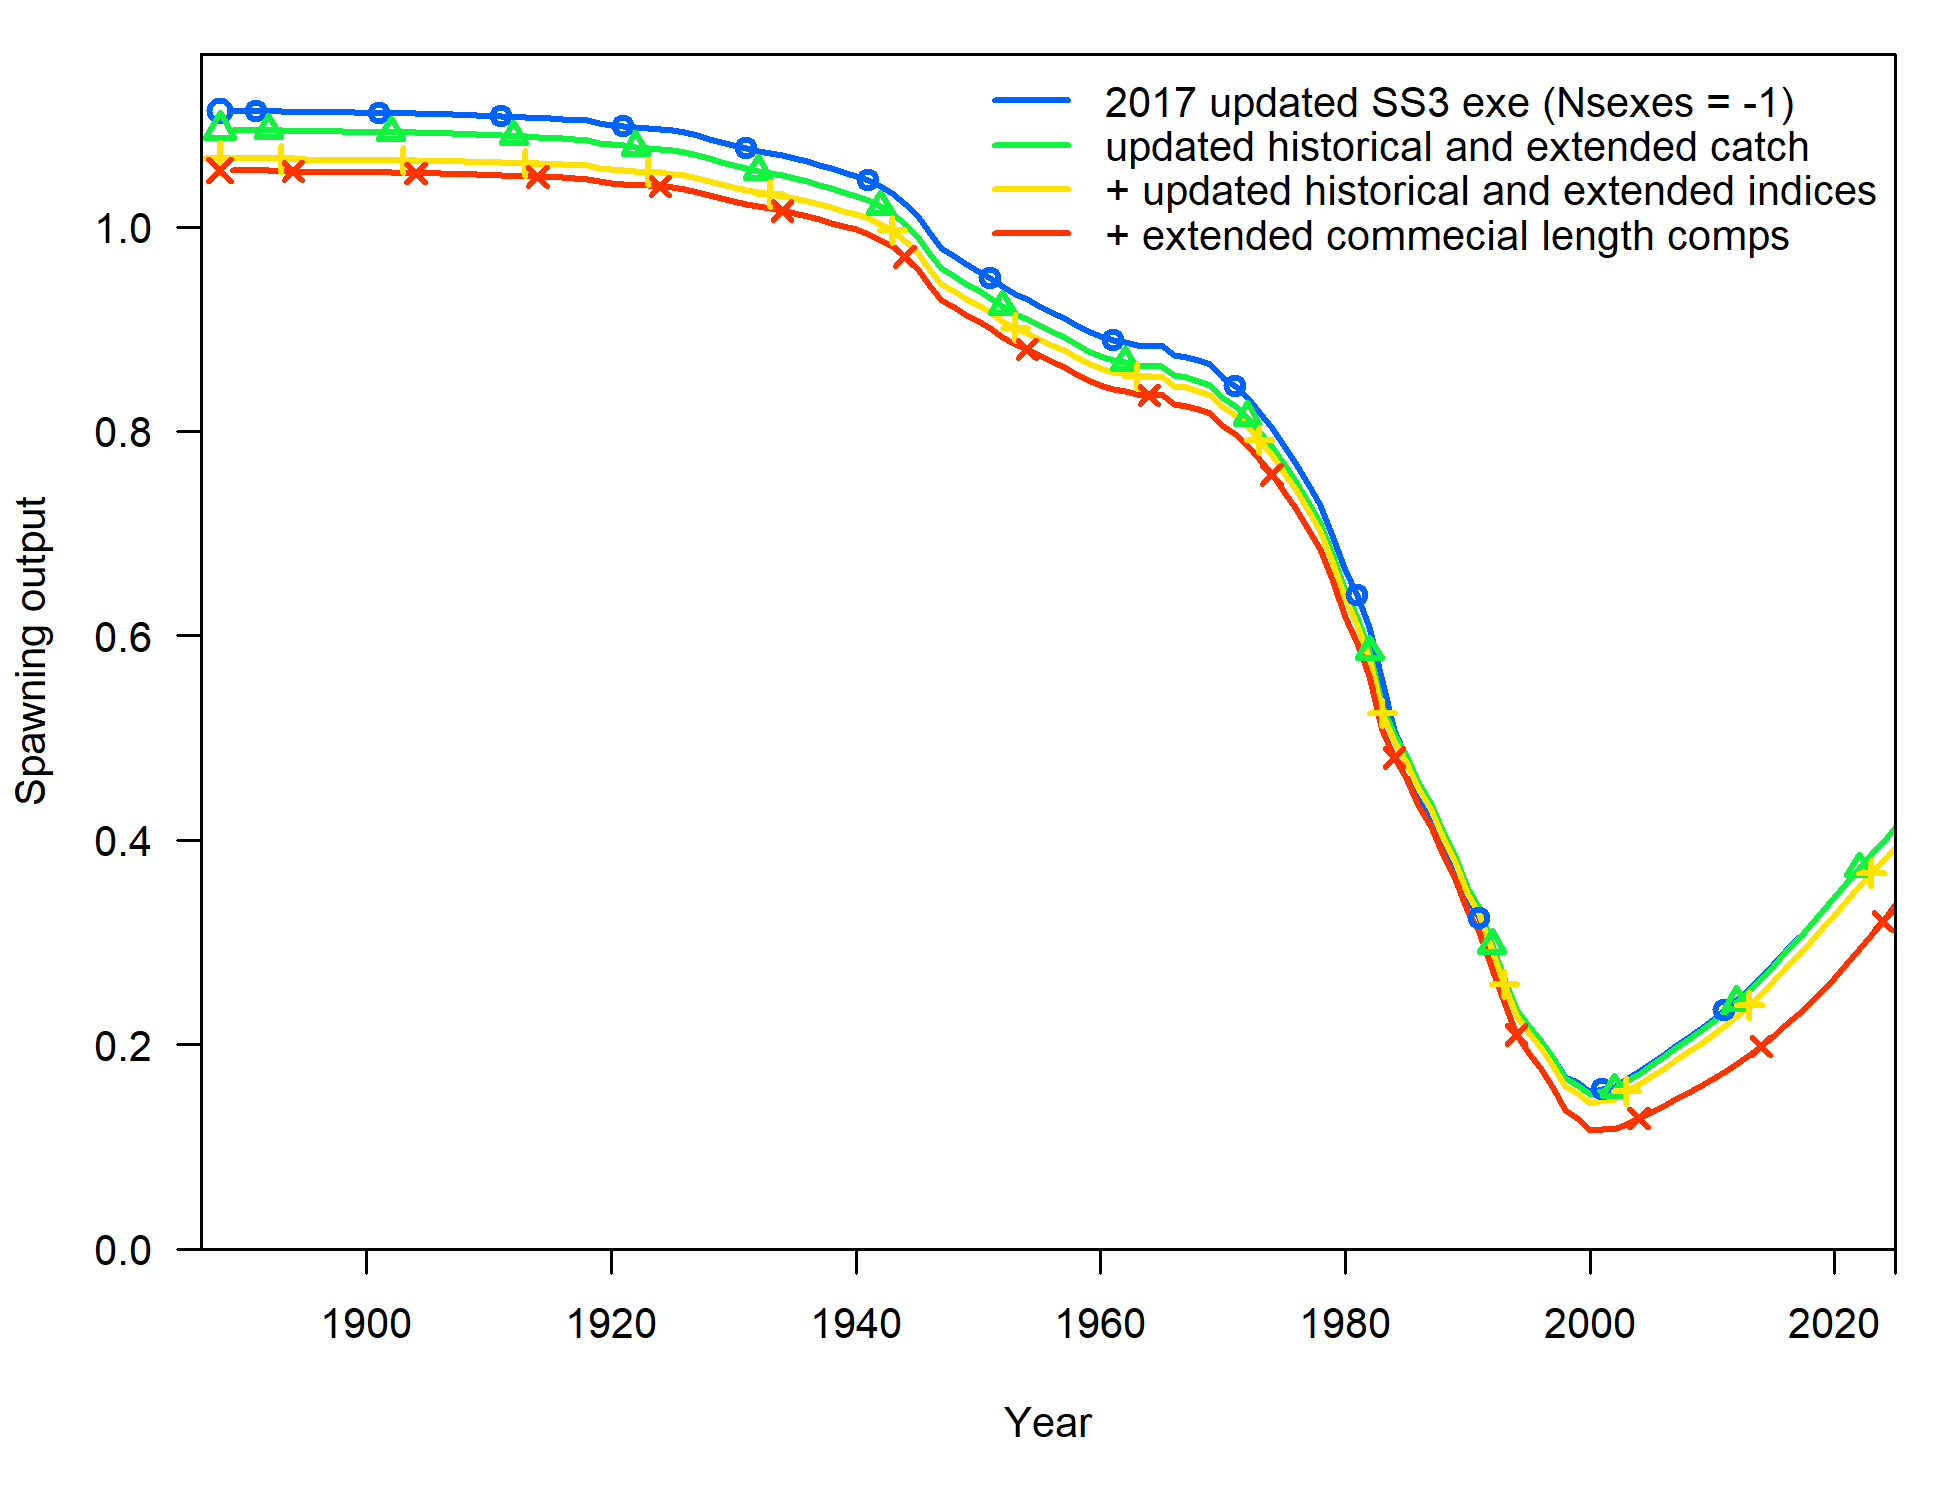 2017 updated SS3 exe (Nsexes = -1)
updated historical and extended catch
+ updated historical and extended indices
+ extended commecial length comps
Spawning output
1.0
0.8
0.6
0.4
0.2
0.0
1900 1920 1940 1960 1980 2000 2020
Year